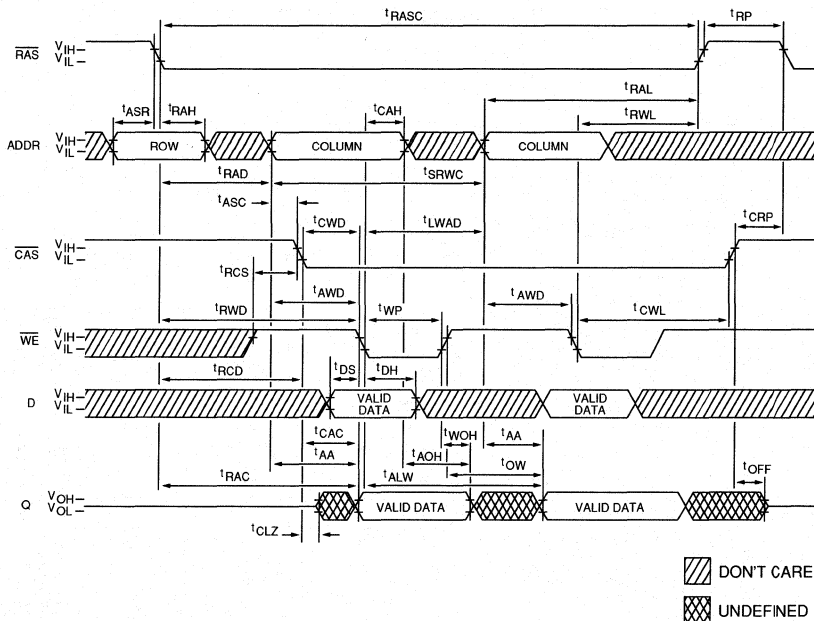 tRASC
tRP
RAS
VIH
VIL
tRAL
tASR
tRAH
tCAH
tRWL
ADDR
VIH
VIL
ROW
COLUMN
COLUMN
tRAD
tSRWC
tASC
tCWD
tLWAD
tCRP
CAS
VIH
VIL
tRCS
tAWD
tAWD
tRWD
tWP
tCWL
WE
VIH
VIL
tRCD
tDS
tDH
D
VIH
VIL
VALID
DATA
VALID
DATA
tCAC
tWOH
tAA
tAA
tAOH
tOW
tRAC
tALW
tOFF
Q
VOH
VOL
VALID DATA
VALID DATA
tCLZ
DON'T CARE
UNDEFINED